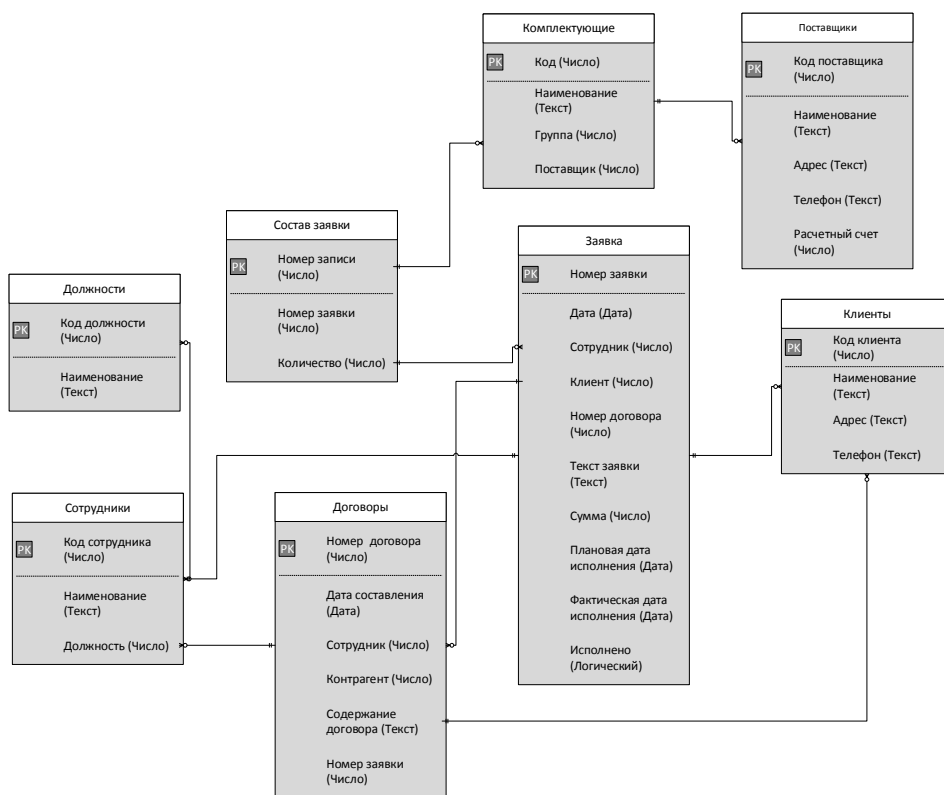 Комплектующие
PK
Код (Число)
Наименование
(Текст)
Группа (Число)
Поставщик (Число)
Поставщики
PK
Код поставщика
(Число)
Наименование
(Текст)
Адрес (Текст)
Телефон (Текст)
Расчетный счет
(Число)
Состав заявки
PK
Номер записи
(Число)
Номер заявки
(Число)
Количество (Число)
Заявка
PK
Номер заявки
Дата (Дата)
Сотрудник (Число)
Клиент (Число)
Номер договора
(Число)
Текст заявки
(Текст)
Сумма (Число)
Плановая дата
исполнения (Дата)
Фактическая дата
исполнения (Дата)
Исполнено
(Логический)
Должности
PK
Код должности
(Число)
Наименование
(Текст)
Клиенты
PK
Код клиента
(Число)
Наименование
(Текст)
Адрес (Текст)
Телефон (Текст)
Сотрудники
PK
Код сотрудника
(Число)
Наименование
(Текст)
Должность (Число)
Договоры
PK
Номер договора
(Число)
Дата составления
(Дата)
Сотрудник (Число)
Контрагент (Число)
Содержание
договора (Текст)
Номер заявки
(Число)